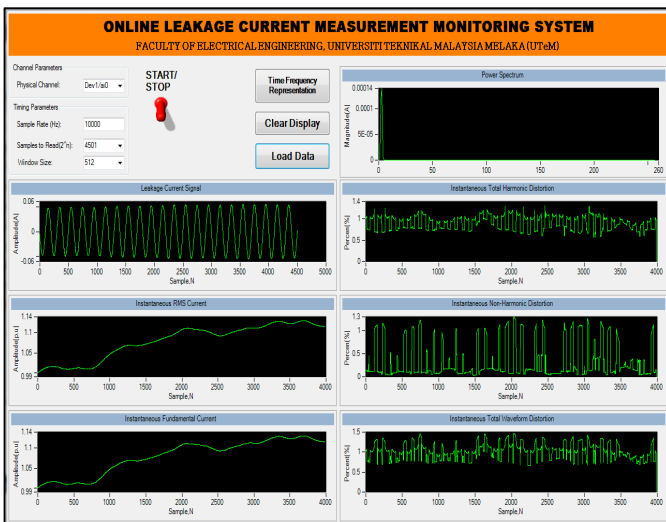 ONLINE LEAKAGE CURRENT MEASUREMENT MONITORING SYSTEM
FACULTY OF ELECTRICAL ENGINEERING, UNIVERSITI TEKNIKAL MALAYSIA MELAKA (UTeM)
Channel Parameters
Physical Channel: Dev1/ai0
Timing Parameters
Sample Rate (Hz): 10000
Samples to Read(2^n): 4501
Window Size: 512
START/
STOP
Time Frequency
Representation
Clear Display
Load Data
Power Spectrum
Magnitude[A]
0.00014
0.0001
5E-05
0
0 50 100 150 200 260
Leakage Current Signal
Amplitude[A]
0.06
0
-0.06
0 500 1000 1500 2000 2500 3000 3500 4000 4500 5000
Sample,N
Instantaneous Total Harmonic Distortion
Percent[%]
1.4
1.0
0.5
0
0 500 1000 1500 2000 2500 3000 3500 4000
Sample,N
Instantaneous RMS Current
Amplitude[p.u]
1.14
1.1
1.05
0.99
0 500 1000 1500 2000 2500 3000 3500 4000
Sample,N
Instantaneous Non-Harmonic Distortion
Percent[%]
1.3
1.0
0.5
0
0 500 1000 1500 2000 2500 3000 3500 4000
Sample,N
Instantaneous Fundamental Current
Amplitude[p.u]
1.14
1.1
1.05
0.99
0 500 1000 1500 2000 2500 3000 3500 4000
Sample,N
Instantaneous Total Waveform Distortion
Percent[%]
1.5
1.0
0.5
0
0 500 1000 1500 2000 2500 3000 3500 4000
Sample,N